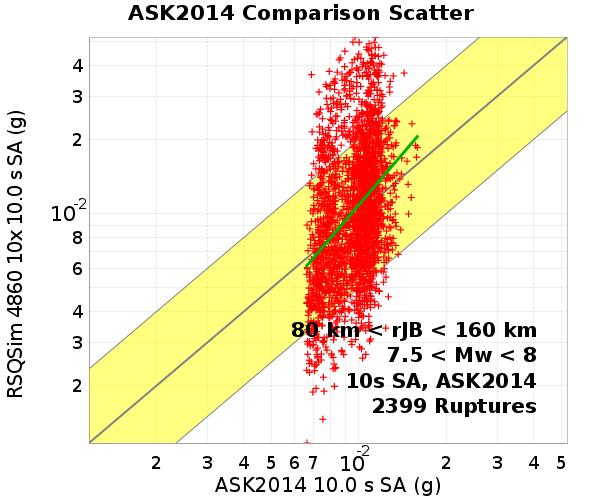 ASK2014 Comparison Scatter
RSQSim 4860 10x 10.0 s SA (g)
4
3
2
10-2
8
6
4
3
2
80 km < rJB < 160 km
7.5 < Mw < 8
10s SA, ASK2014
2399 Ruptures
2 3 4 5 6 7 10-2 2 3 4 5
ASK2014 10.0 s SA (g)